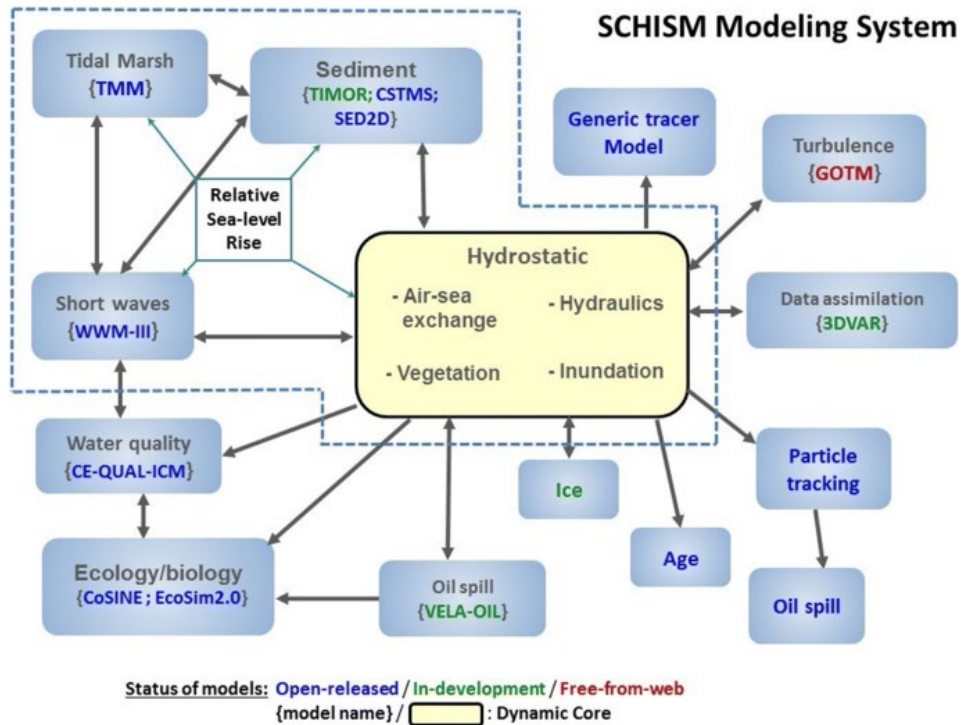 SCHISM Modeling System
Tidal Marsh
{TMM}
Sediment
{TIMOR; CSTMS;
SED2D}
Generic tracer
Model
Turbulence
{GOTM}
Relative
Sea-level
Rise
Hydrostatic
- Air-sea
exchange
- Hydraulics
- Vegetation
- Inundation
Short waves
{WWM-III}
Data assimilation
{3DVAR}
Water quality
{CE-QUAL-ICM}
Ice
Particle
tracking
Age
Ecology/biology
{CoSINE ; EcoSim2.0}
Oil spill
{VELA-OIL}
Oil spill
Status of models: Open-released / In-development / Free-from-web
{model name} / : Dynamic Core